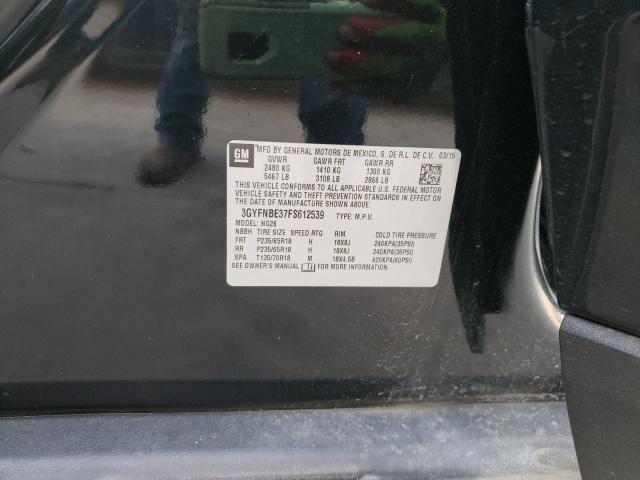 GM MFD BY GENERAL MOTORS DE MEXICO, S. DE R.L. DE C.V. 03/15
GVWR GAWR FRT GAWR RR
2480 KG 1410 KG 1300 KG
5467 LB 3108 LB 2866 LB
THIS VEHICLE CONFORMS TO ALL APPLICABLE U.S. FEDERAL MOTOR
VEHICLE SAFETY, BUMPER, AND THEFT PREVENTION STANDARDS IN EFFECT ON THE
DATE OF MANUFACTURE SHOWN ABOVE.
3GYFNBE37FS612539 TYPE: M.P.V.
MODEL: NG26
NBBH TIRE SIZE SPEED RTG RIM COLD TIRE PRESSURE
FRT P235/65R18 H 18X8J 240KPA(35PSI)
RR P235/65R18 H 18X8J 240KPA(35PSI)
SPA T135/70R18 M 18X4.5B 420KPA(60PSI)
SEE OWNER'S MANUAL FOR MORE INFORMATION.